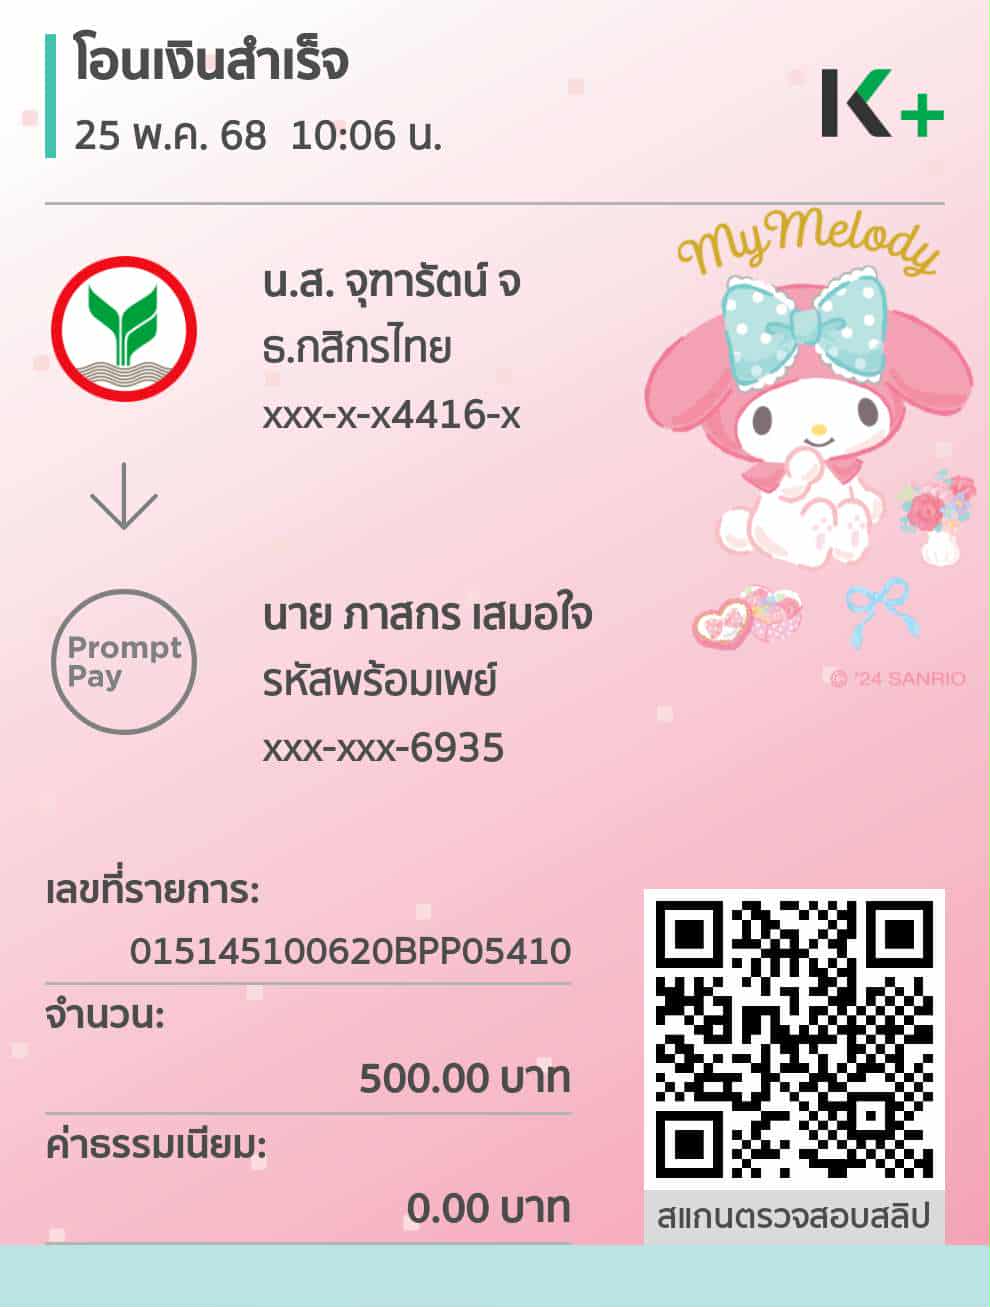 โอนเงินสำเร็จ
25 พ.ค. 68 10:06 น.
K+
MyMelody
น.ส. จุฑารัตน์ จ
ธ.กสิกรไทย
xxx-x-x4416-x
Prompt
Pay
นาย ภาสกร เสมอใจ
รหัสพร้อมเพย์
xxx-xxx-6935
© '24 SANRIO
เลขที่รายการ:
015145100620BPP05410
จำนวน:
500.00 บาท
ค่าธรรมเนียม:
0.00 บาท
สแกนตรวจสอบสลิป